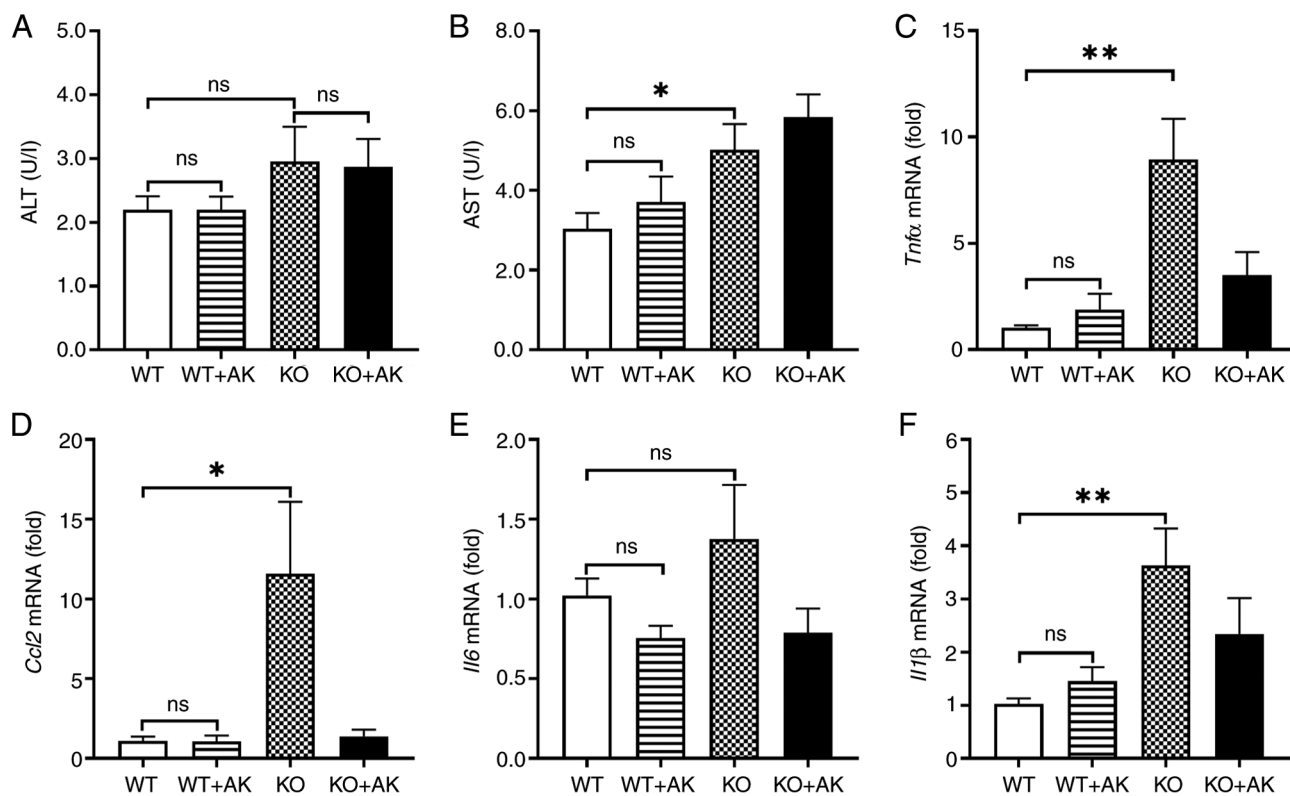 A
ALT (U/l)
5.0
4.0
3.0
2.0
1.0
0.0
ns
ns
ns
WT WT+AK KO KO+AK
B
AST (U/l)
8.0
6.0
4.0
2.0
0.0
*
ns
WT WT+AK KO KO+AK
C
Tnfα mRNA (fold)
15
10
5
0
**
ns
WT WT+AK KO KO+AK
D
Ccl2 mRNA (fold)
20
15
10
5
0
*
ns
WT WT+AK KO KO+AK
E
Il6 mRNA (fold)
2.0
1.5
1.0
0.5
0.0
ns
ns
WT WT+AK KO KO+AK
F
Il1β mRNA (fold)
6
5
4
3
2
1
0
**
ns
WT WT+AK KO KO+AK